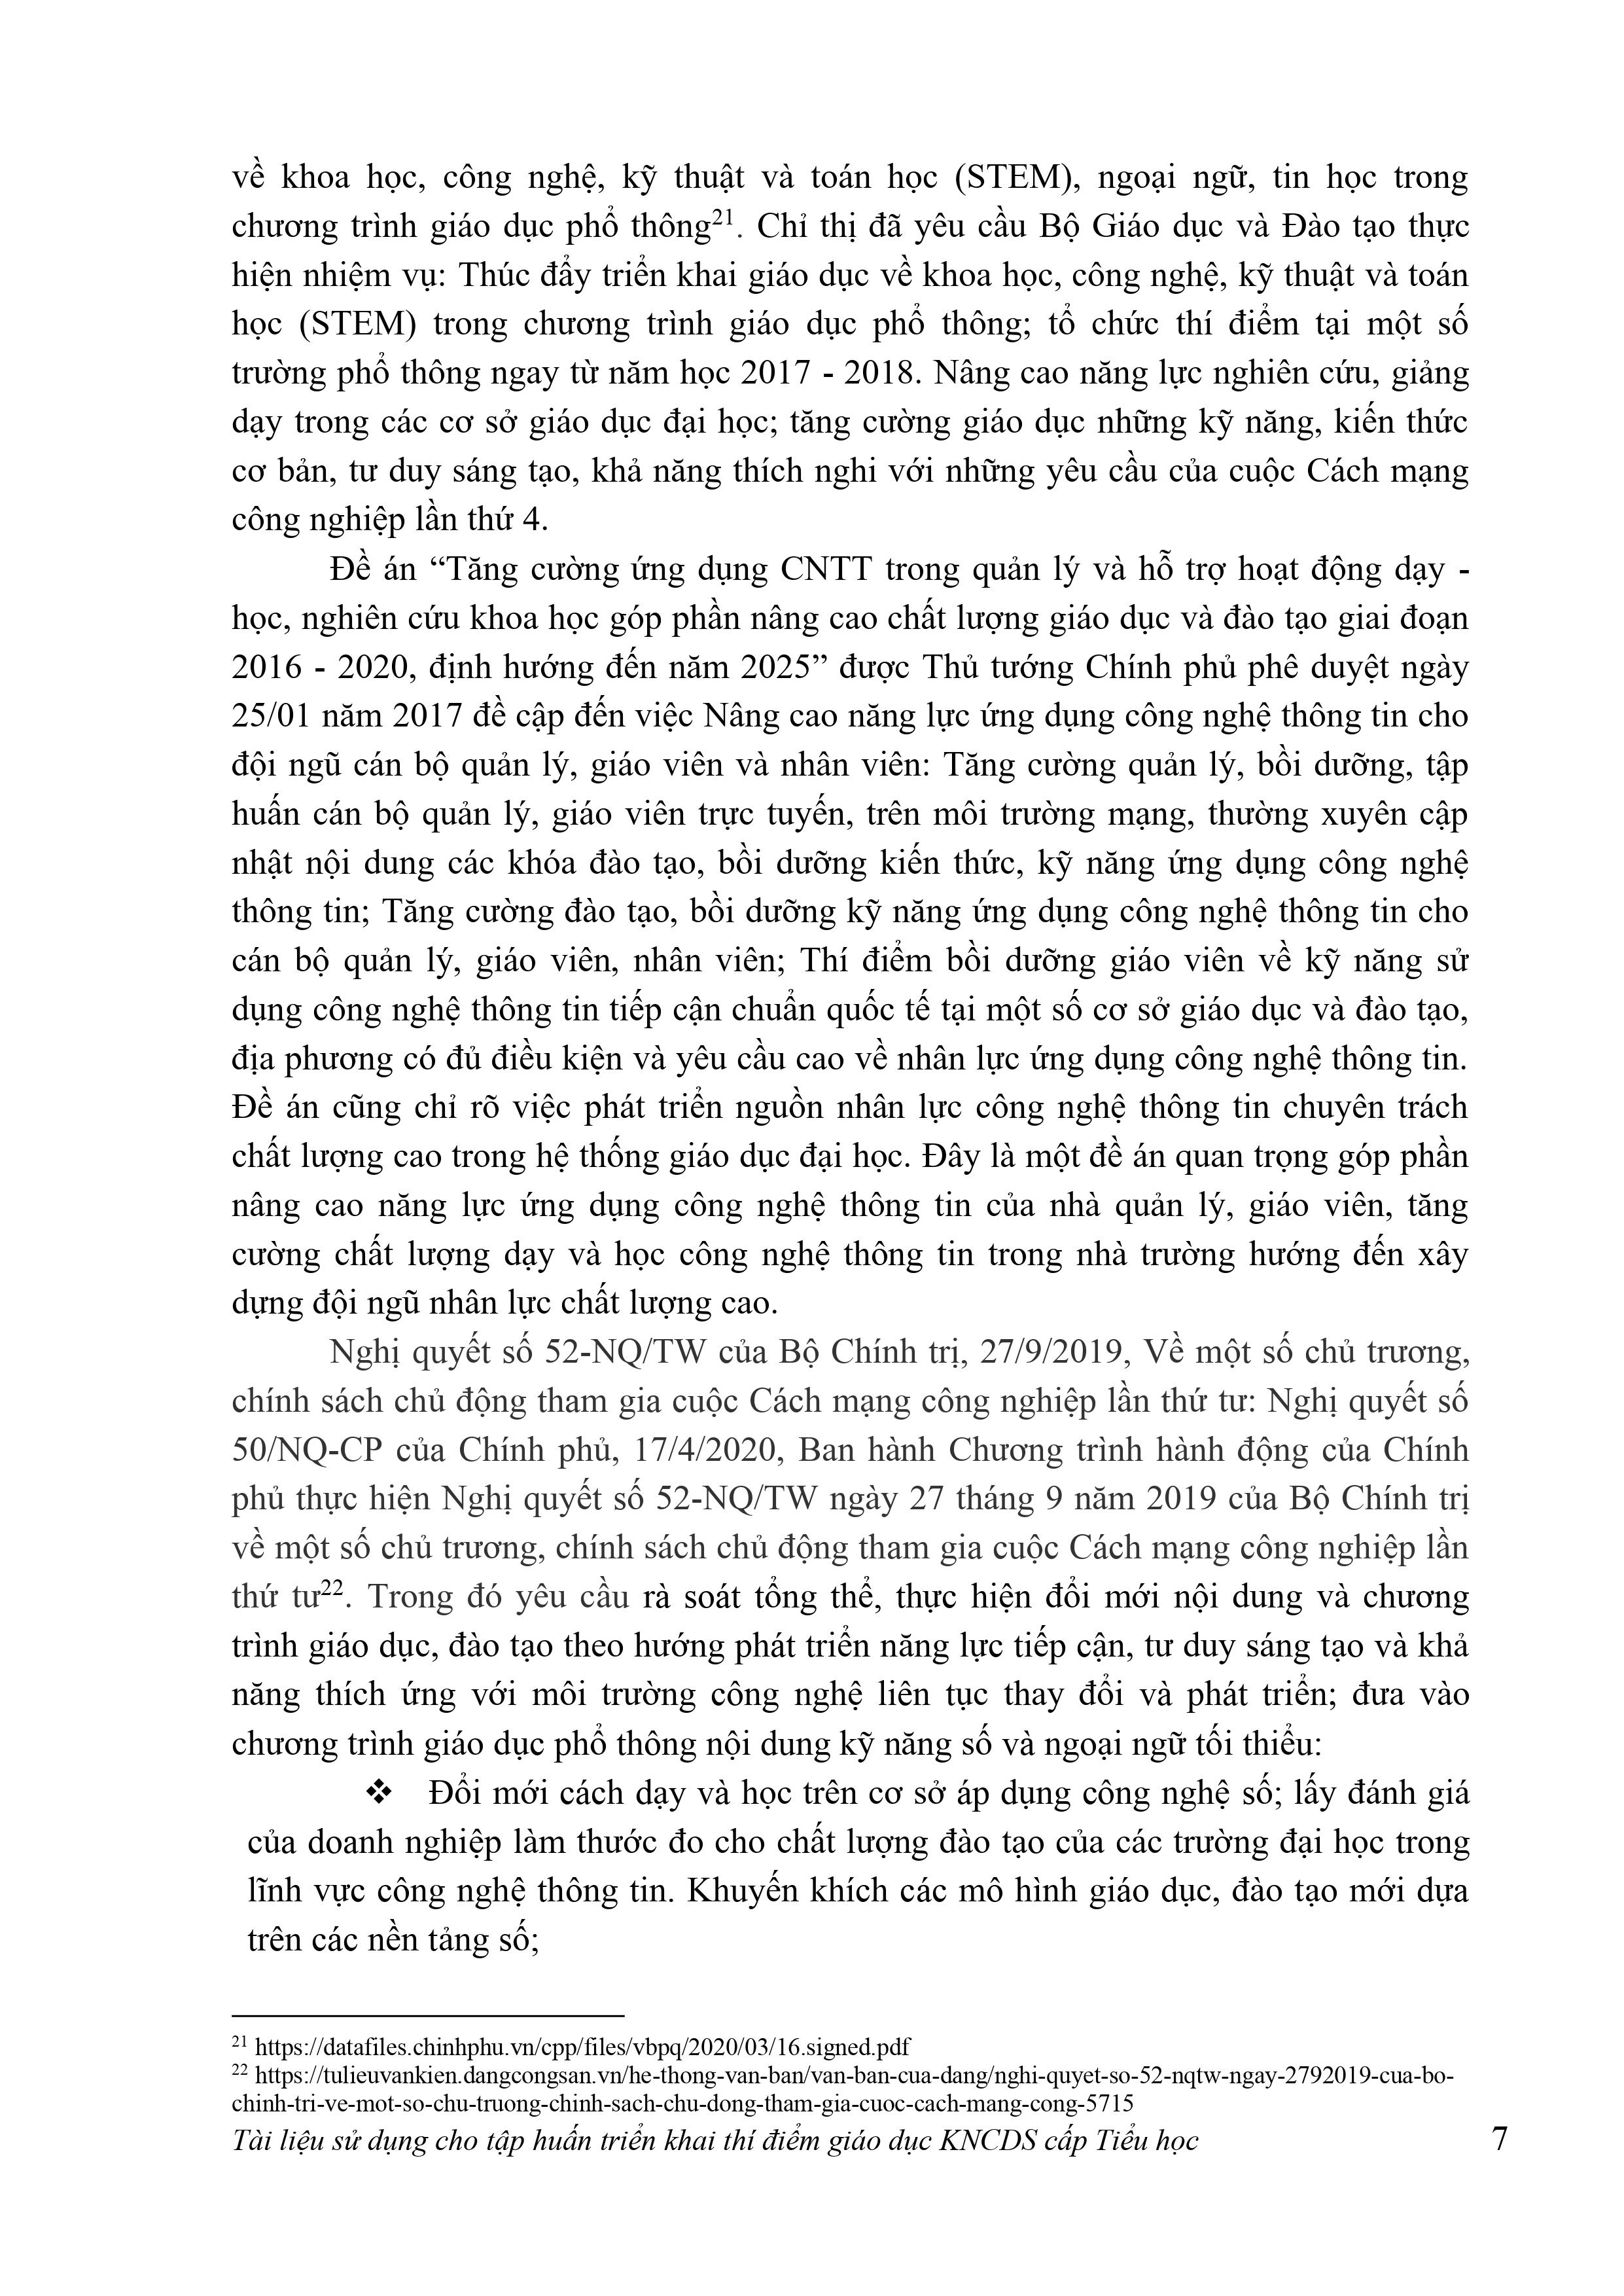 về khoa học, công nghệ, kỹ thuật và toán học (STEM), ngoại ngữ, tin học trong
chương trình giáo dục phổ thông21. Chỉ thị đã yêu cầu Bộ Giáo dục và Đào tạo thực
hiện nhiệm vụ: Thúc đẩy triển khai giáo dục về khoa học, công nghệ, kỹ thuật và toán
học (STEM) trong chương trình giáo dục phổ thông; tổ chức thí điểm tại một số
trường phổ thông ngay từ năm học 2017 - 2018. Nâng cao năng lực nghiên cứu, giảng
dạy trong các cơ sở giáo dục đại học; tăng cường giáo dục những kỹ năng, kiến thức
cơ bản, tư duy sáng tạo, khả năng thích nghi với những yêu cầu của cuộc Cách mạng
công nghiệp lần thứ 4.
Đề án “Tăng cường ứng dụng CNTT trong quản lý và hỗ trợ hoạt động dạy -
học, nghiên cứu khoa học góp phần nâng cao chất lượng giáo dục và đào tạo giai đoạn
2016 - 2020, định hướng đến năm 2025” được Thủ tướng Chính phủ phê duyệt ngày
25/01 năm 2017 đề cập đến việc Nâng cao năng lực ứng dụng công nghệ thông tin cho
đội ngũ cán bộ quản lý, giáo viên và nhân viên: Tăng cường quản lý, bồi dưỡng, tập
huấn cán bộ quản lý, giáo viên trực tuyến, trên môi trường mạng, thường xuyên cập
nhật nội dung các khóa đào tạo, bồi dưỡng kiến thức, kỹ năng ứng dụng công nghệ
thông tin; Tăng cường đào tạo, bồi dưỡng kỹ năng ứng dụng công nghệ thông tin cho
cán bộ quản lý, giáo viên, nhân viên; Thí điểm bồi dưỡng giáo viên về kỹ năng sử
dụng công nghệ thông tin tiếp cận chuẩn quốc tế tại một số cơ sở giáo dục và đào tạo,
địa phương có đủ điều kiện và yêu cầu cao về nhân lực ứng dụng công nghệ thông tin.
Đề án cũng chỉ rõ việc phát triển nguồn nhân lực công nghệ thông tin chuyên trách
chất lượng cao trong hệ thống giáo dục đại học. Đây là một đề án quan trọng góp phần
nâng cao năng lực ứng dụng công nghệ thông tin của nhà quản lý, giáo viên, tăng
cường chất lượng dạy và học công nghệ thông tin trong nhà trường hướng đến xây
dựng đội ngũ nhân lực chất lượng cao.
Nghị quyết số 52-NQ/TW của Bộ Chính trị, 27/9/2019, Về một số chủ trương,
chính sách chủ động tham gia cuộc Cách mạng công nghiệp lần thứ tư: Nghị quyết số
50/NQ-CP của Chính phủ, 17/4/2020, Ban hành Chương trình hành động của Chính
phủ thực hiện Nghị quyết số 52-NQ/TW ngày 27 tháng 9 năm 2019 của Bộ Chính trị
về một số chủ trương, chính sách chủ động tham gia cuộc Cách mạng công nghiệp lần
thứ tư22. Trong đó yêu cầu rà soát tổng thể, thực hiện đổi mới nội dung và chương
trình giáo dục, đào tạo theo hướng phát triển năng lực tiếp cận, tư duy sáng tạo và khả
năng thích ứng với môi trường công nghệ liên tục thay đổi và phát triển; đưa vào
chương trình giáo dục phổ thông nội dung kỹ năng số và ngoại ngữ tối thiểu:
❖ Đổi mới cách dạy và học trên cơ sở áp dụng công nghệ số; lấy đánh giá
của doanh nghiệp làm thước đo cho chất lượng đào tạo của các trường đại học trong
lĩnh vực công nghệ thông tin. Khuyến khích các mô hình giáo dục, đào tạo mới dựa
trên các nền tảng số;
21 https://datafiles.chinhphu.vn/cpp/files/vbpq/2020/03/16.signed.pdf
22 https://tulieuvankien.dangcongsan.vn/he-thong-van-ban/van-ban-cua-dang/nghi-quyet-so-52-nqtw-ngay-2792019-cua-bo-
chinh-tri-ve-mot-so-chu-truong-chinh-sach-chu-dong-tham-gia-cuoc-cach-mang-cong-5715
Tài liệu sử dụng cho tập huấn triển khai thí điểm giáo dục KNCDS cấp Tiểu học 7